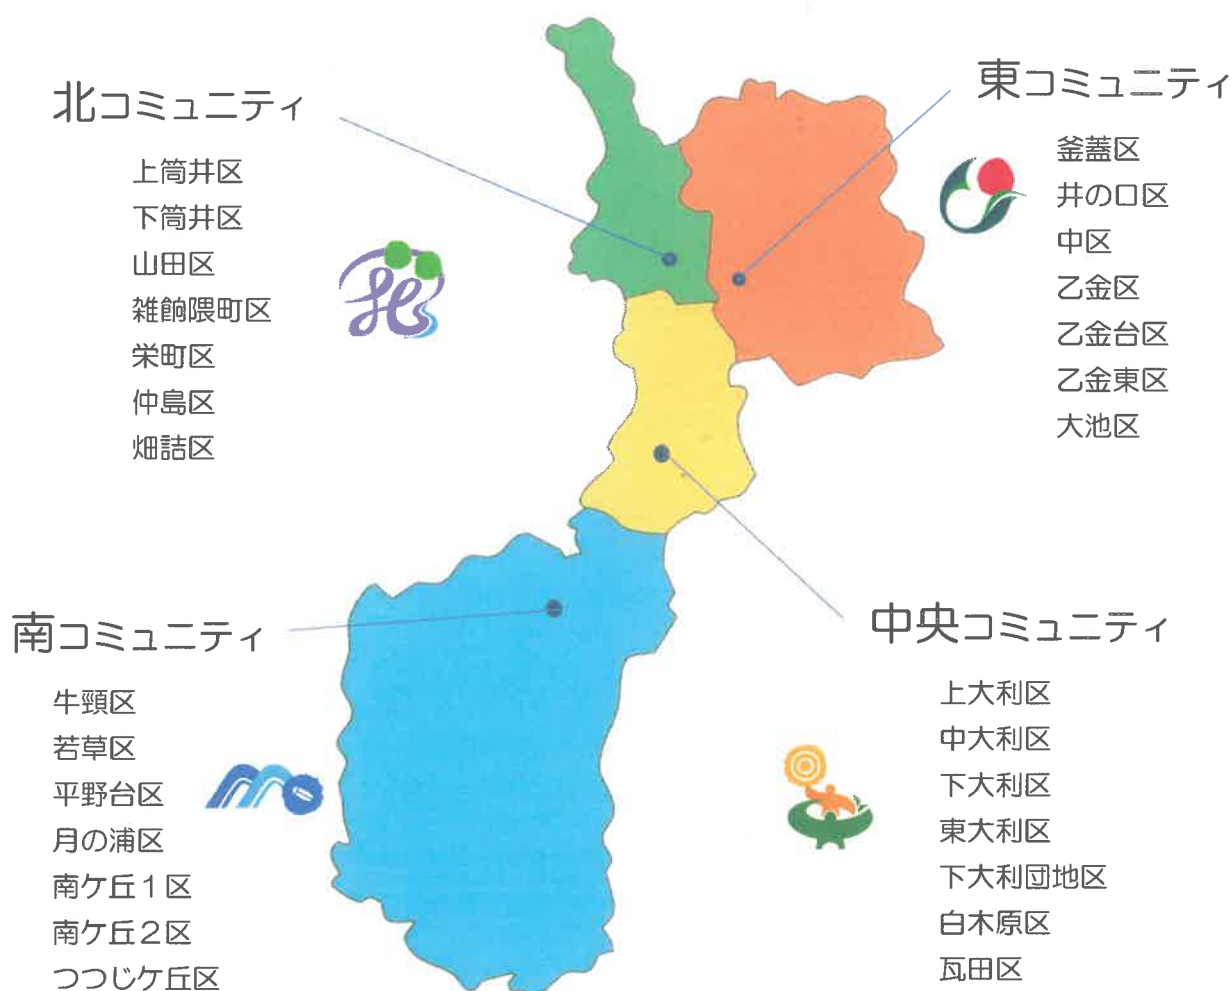 北コミュニティ
上筒井区
下筒井区
山田区
雑餉隈町区
栄町区
仲島区
畑詰区
東コミュニティ
釜蓋区
井の口区
中区
乙金区
乙金台区
乙金東区
大池区
南コミュニティ
牛頸区
若草区
平野台区
月の浦区
南ケ丘1区
南ケ丘2区
つつじケ丘区
中央コミュニティ
上大利区
中大利区
下大利区
東大利区
下大利団地区
白木原区
瓦田区